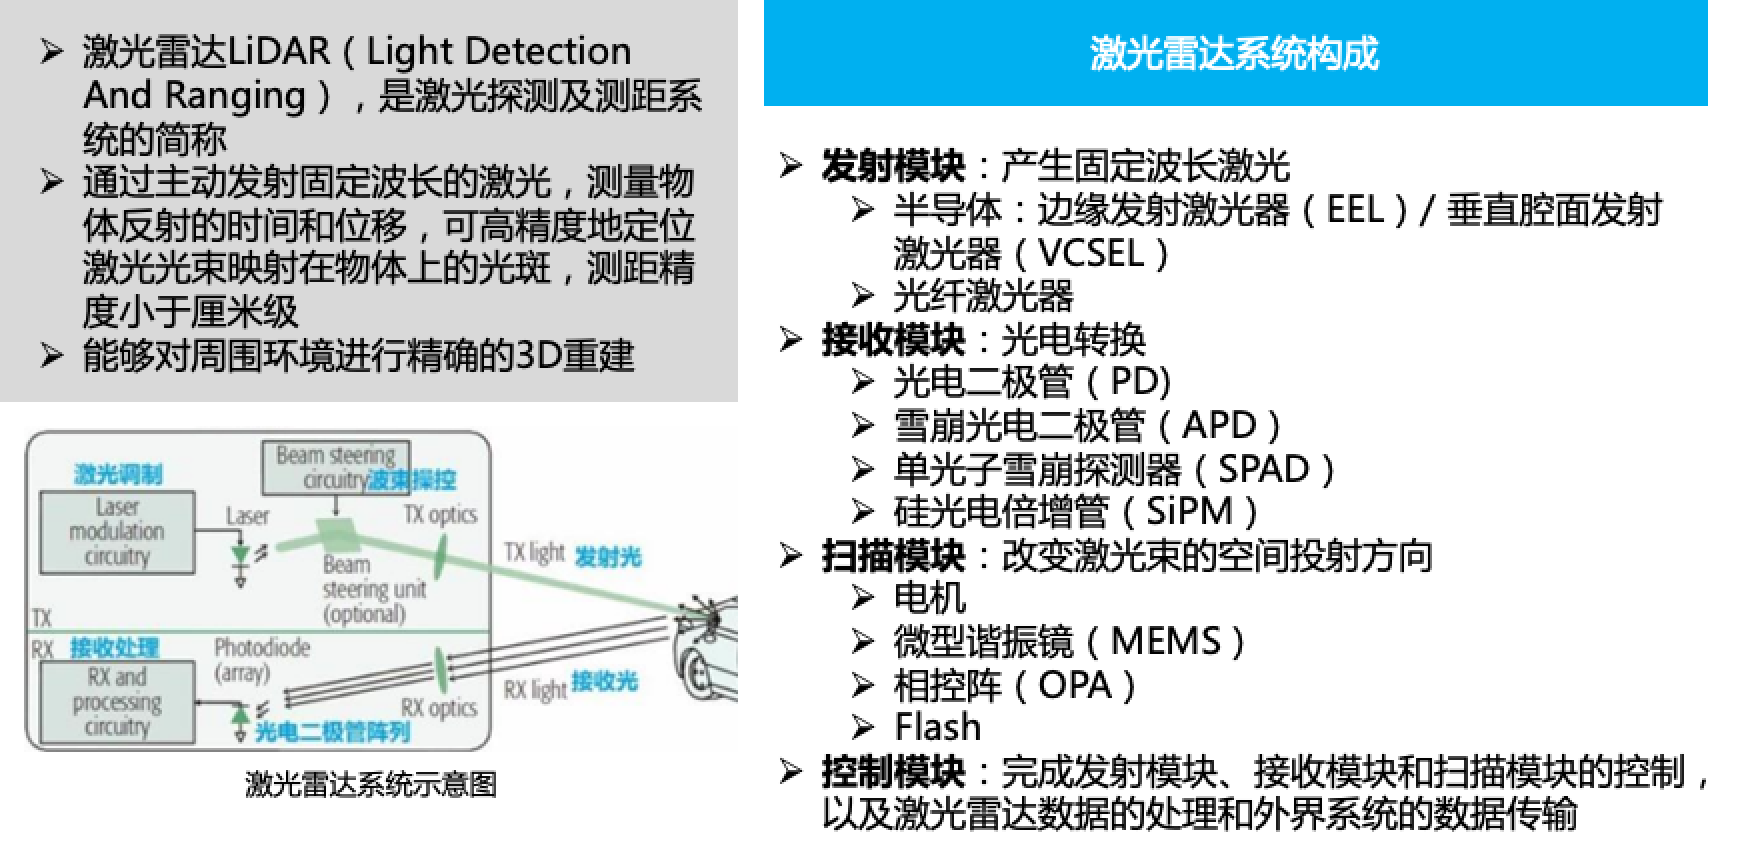 ➢ 激光雷达LiDAR（Light Detection
And Ranging），是激光探测及测距系
统的简称
➢ 通过主动发射固定波长的激光，测量物
体反射的时间和位移，可高精度地定位
激光光束映射在物体上的光斑，测距精
度小于厘米级
➢ 能够对周围环境进行精确的3D重建
激光调制
Laser
modulation
circuitry
Beam steering
circuitry
波束操控
Laser
TX optics
Beam
steering unit
(optional)
TX light 发射光
TX
RX
接收处理
RX and
processing
circuitry
Photodiode
(array)
光电二极管阵列
RX optics
RX light 接收光
激光雷达系统示意图
激光雷达系统构成
➢ 发射模块：产生固定波长激光
➢ 半导体：边缘发射激光器（EEL）/ 垂直腔面发射
激光器（VCSEL）
➢ 光纤激光器
➢ 接收模块：光电转换
➢ 光电二极管（PD)
➢ 雪崩光电二极管（APD）
➢ 单光子雪崩探测器（SPAD）
➢ 硅光电倍增管（SiPM）
➢ 扫描模块：改变激光束的空间投射方向
➢ 电机
➢ 微型谐振镜（MEMS）
➢ 相控阵（OPA）
➢ Flash
➢ 控制模块：完成发射模块、接收模块和扫描模块的控制，
以及激光雷达数据的处理和外界系统的数据传输